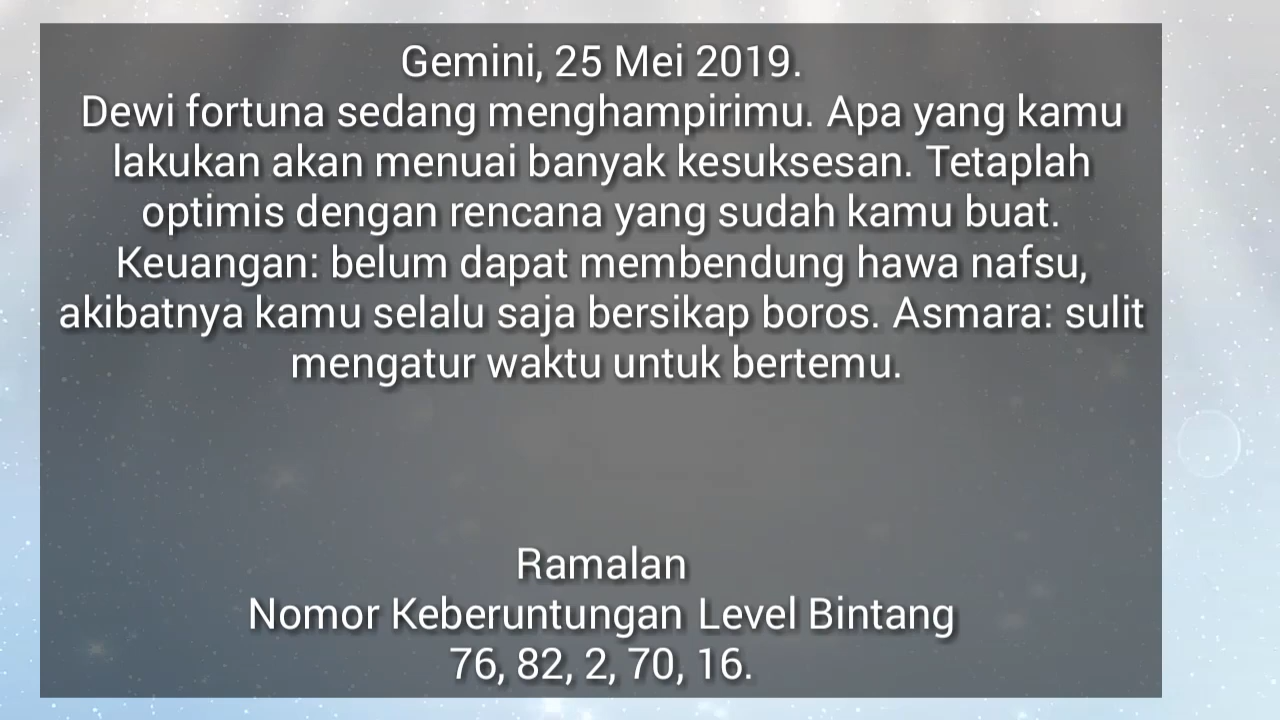 Gemini, 25 Mei 2019.
Dewi fortuna sedang menghampirimu. Apa yang kamu
lakukan akan menuai banyak kesuksesan. Tetaplah
optimis dengan rencana yang sudah kamu buat.
Keuangan: belum dapat membendung hawa nafsu,
akibatnya kamu selalu saja bersikap boros. Asmara: sulit
mengatur waktu untuk bertemu.
Ramalan
Nomor Keberuntungan Level Bintang
76, 82, 2, 70, 16.